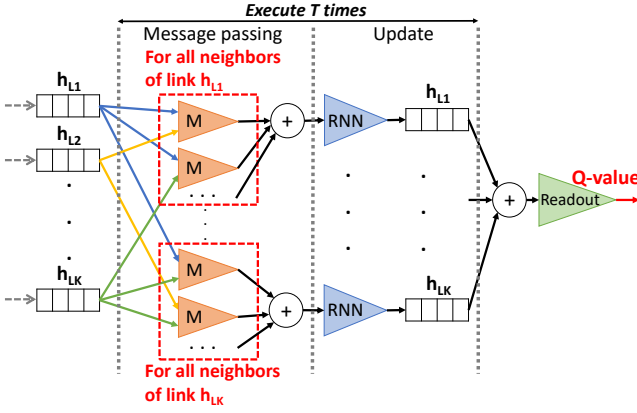 Execute T times
Message passing
Update
For all neighbors
of link hL1
hL1
hL2
hLK
M
M
. . .
+
RNN
hL1
M
M
. . .
+
RNN
hLK
+
Readout
Q-value
For all neighbors
of link hLK